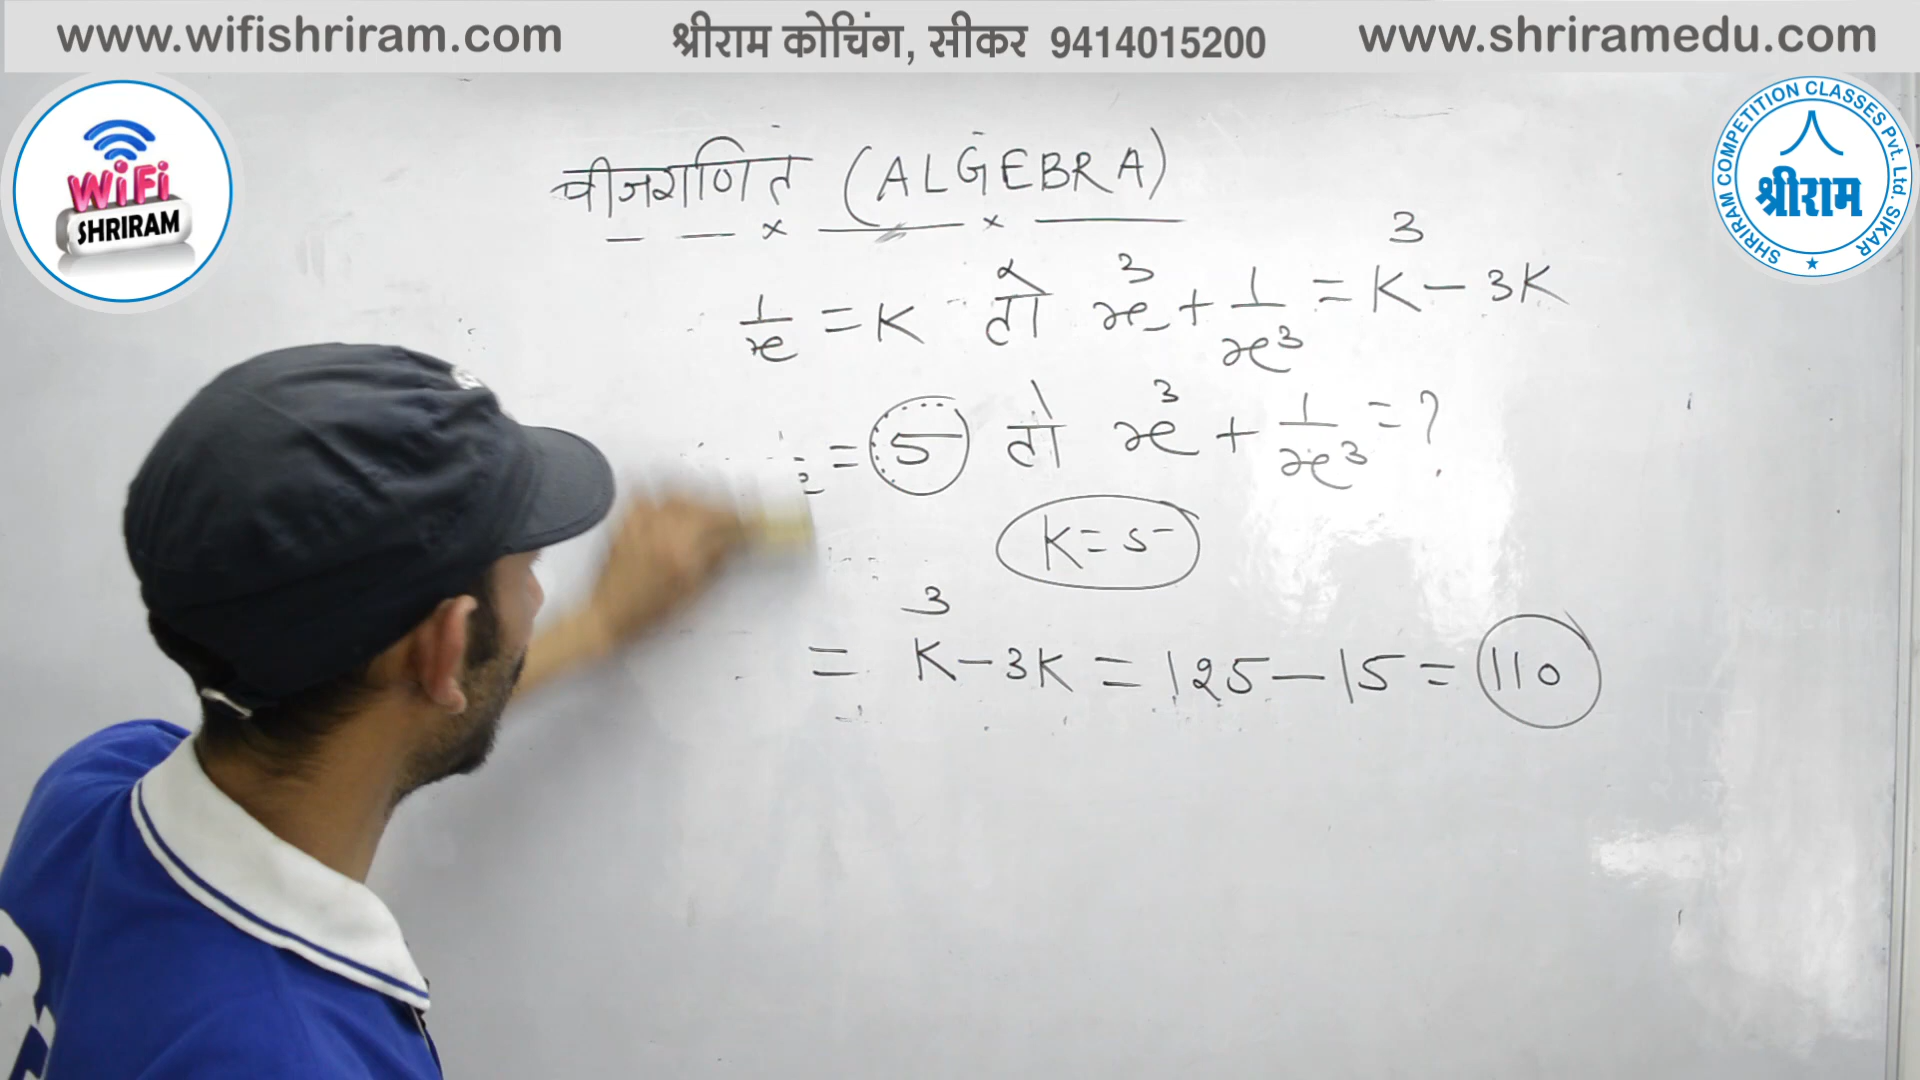 www.wifishriram.com श्रीराम कोचिंग, सीकर 9414015200 www.shriramedu.com
WiFi
SHRIRAM
SHRIRAM COMPETITION CLASSES Pvt. Ltd. SIKAR
श्रीराम
बीजगणित (ALGEBRA)
1/x = K तो x³ + 1/x³ = K³ - 3K
= 5 तो x³ + 1/x³ = ?
K = 5
= K³ - 3K = 125 - 15 = 110